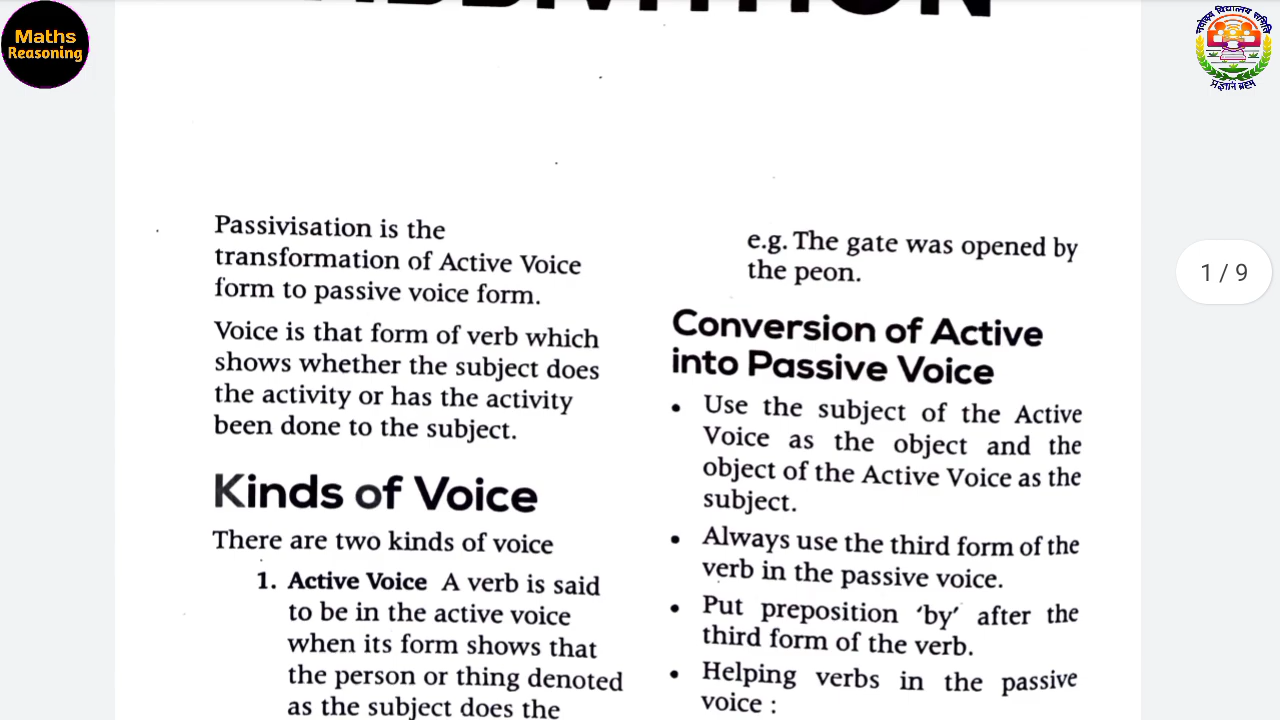 Maths
Reasoning
नवोदय विद्यालय समिति
प्रज्ञानं ब्रह्म
1 / 9
Passivisation is the
transformation of Active Voice
form to passive voice form.
Voice is that form of verb which
shows whether the subject does
the activity or has the activity
been done to the subject.
Kinds of Voice
There are two kinds of voice
1. Active Voice A verb is said
to be in the active voice
when its form shows that
the person or thing denoted
as the subject does the
e.g. The gate was opened by
the peon.
Conversion of Active
into Passive Voice
• Use the subject of the Active
Voice as the object and the
object of the Active Voice as the
subject.
• Always use the third form of the
verb in the passive voice.
• Put preposition ‘by’ after the
third form of the verb.
• Helping verbs in the passive
voice :